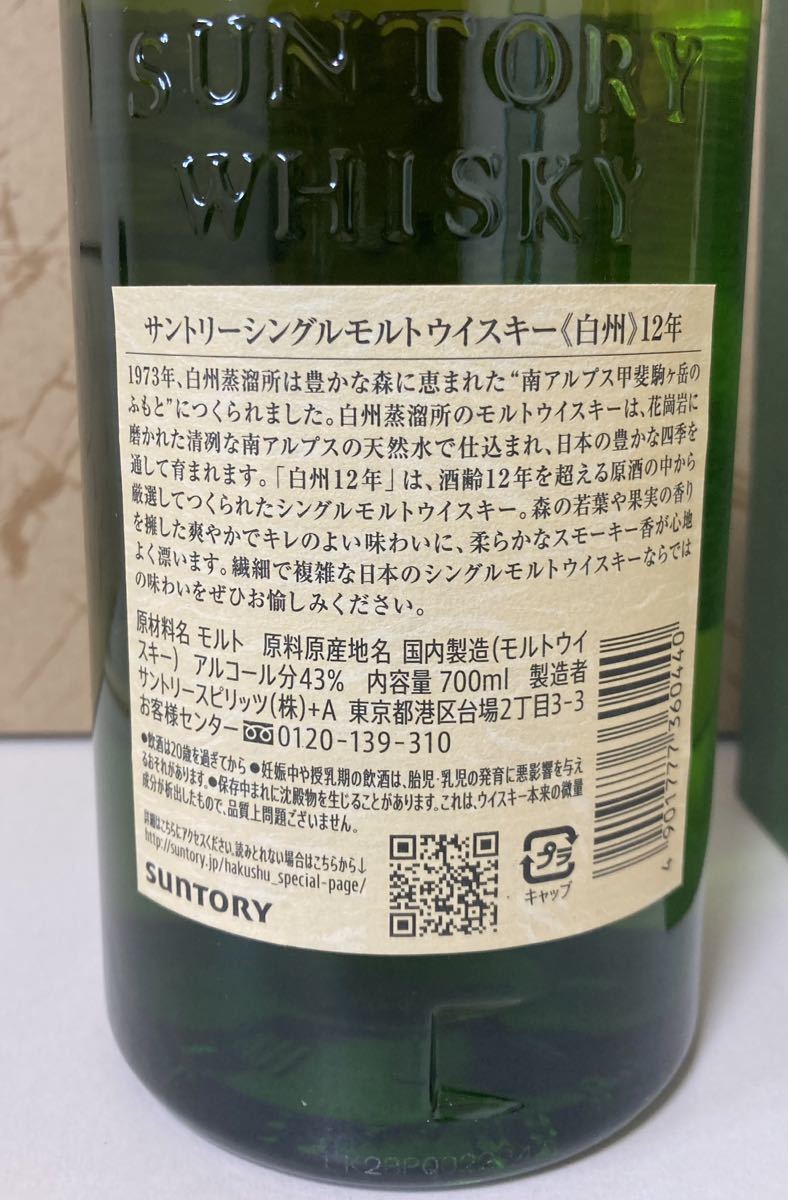 SUNTORY
WHISKY
サントリーシングルモルトウイスキー《白州》12年
1973年、白州蒸溜所は豊かな森に恵まれた“南アルプス甲斐駒ヶ岳の
ふもと”につくられました。白州蒸溜所のモルトウイスキーは、花崗岩に
磨かれた清冽な南アルプスの天然水で仕込まれ、日本の豊かな四季を
通して育まれます。「白州12年」は、酒齢12年を超える原酒の中から
厳選してつくられたシングルモルトウイスキー。森の若葉や果実の香り
を擁した爽やかでキレのよい味わいに、柔らかなスモーキー香が心地
よく漂います。繊細で複雑な日本のシングルモルトウイスキーならでは
の味わいをぜひお愉しみください。
原材料名 モルト 原料原産地名 国内製造(モルトウイ
スキー) アルコール分43% 内容量 700ml 製造者
サントリースピリッツ(株)+A 東京都港区台場2丁目3-3
お客様センター 0120-139-310
●飲酒は20歳を過ぎてから ●妊娠中や授乳期の飲酒は、胎児・乳児の発育に悪影響を与え
るおそれがあります。●保存中まれに沈殿物を生じることがあります。これは、ウイスキー本来の微量
成分が析出したもので、品質上問題ございません。
詳細はこちらにアクセスください。読みとれない場合はこちらから↓
http://suntory.jp/hakushu_special-page/
SUNTORY
プラ
キャップ
4 901777 360440